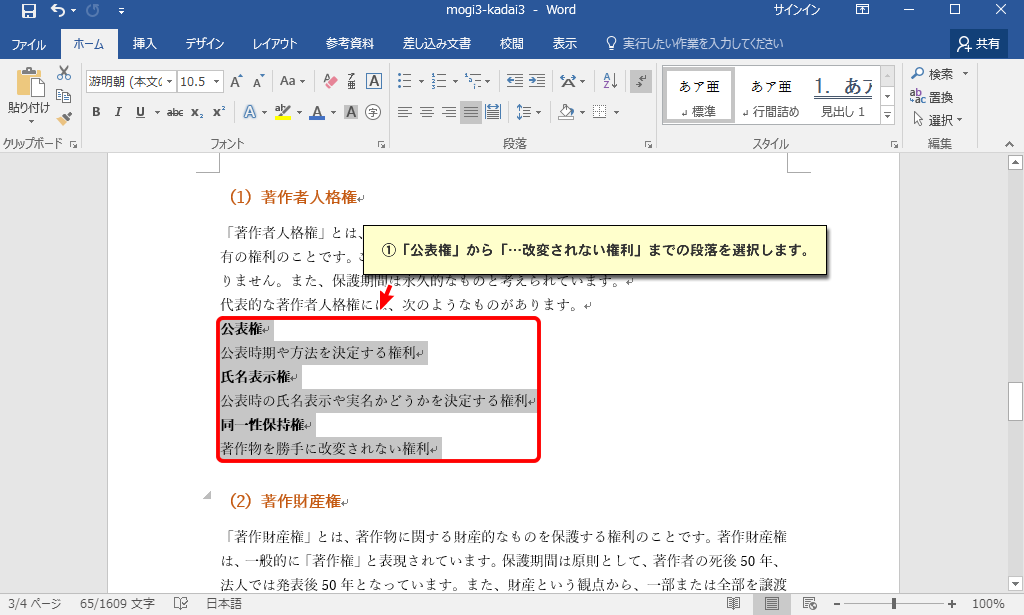 mogi3-kadai3 - Word
サインイン
ファイル ホーム 挿入 デザイン レイアウト 参考資料 差し込み文書 校閲 表示 実行したい作業を入力してください 共有
貼り付け
游明朝 (本文(
10.5
A A Aa A
B I U abc x₂ x² A A A 字
あア亜 あア亜 1. あア
↲標準 ↲行間詰め 見出し 1
検索
置換
選択
クリップボード フォント 段落 スタイル 編集
(1) 著作者人格権↵
「著作者人格権」とは、
有の権利のことです。
りません。また、保護期間は永久的なものと考えられています。↵
代表的な著作者人格権には、次のようなものがあります。↵
①「公表権」から「…改変されない権利」までの段落を選択します。
公表権↵
公表時期や方法を決定する権利↵
氏名表示権↵
公表時の氏名表示や実名かどうかを決定する権利↵
同一性保持権↵
著作物を勝手に改変されない権利↵
(2) 著作財産権↵
「著作財産権」とは、著作物に関する財産的なものを保護する権利のことです。著作財産権
は、一般的に「著作権」と表現されています。保護期間は原則として、著作者の死後 50 年、
法人では発表後 50 年となっています。また、財産という観点から、一部または全部を譲渡
3/4 ページ 65/1609 文字 日本語 100%